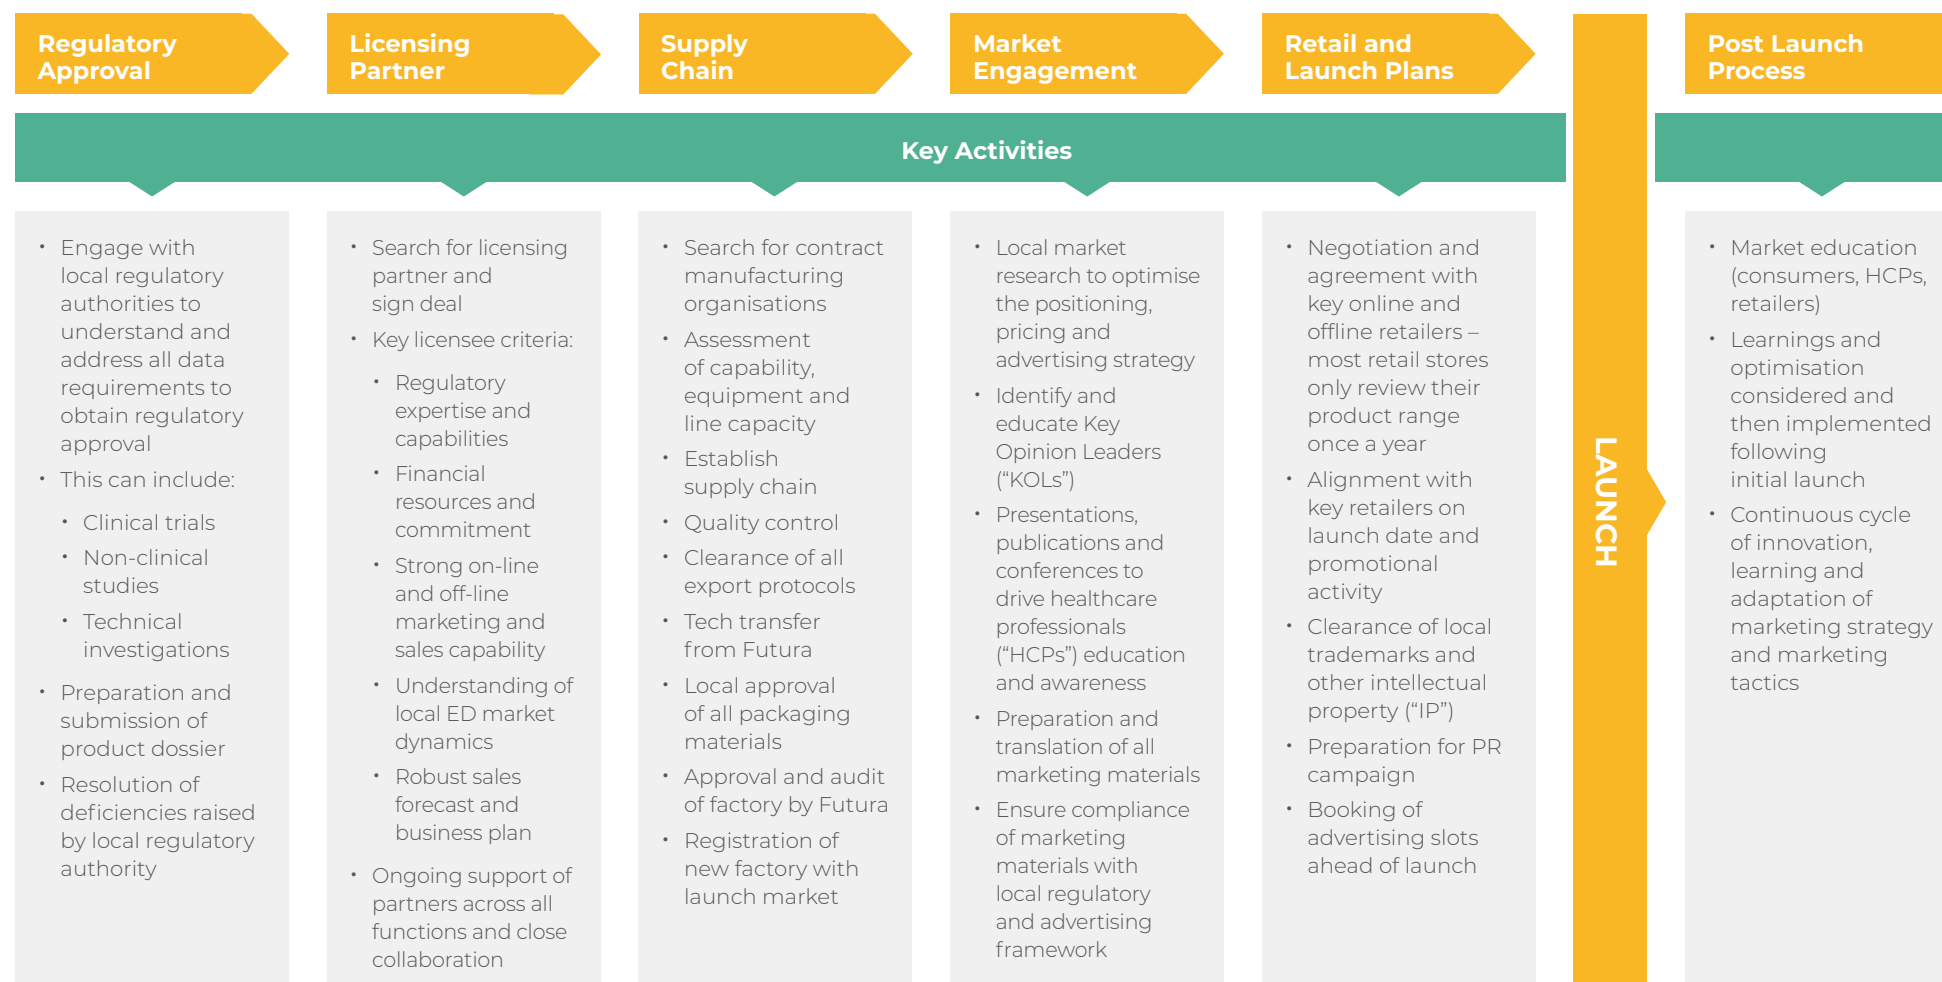 Regulatory
Approval
Licensing
Partner
Supply
Chain
Market
Engagement
Retail and
Launch Plans
Post Launch
Process
Key Activities
• Engage with
local regulatory
authorities to
understand and
address all data
requirements to
obtain regulatory
approval
• This can include:
• Clinical trials
• Non-clinical
studies
• Technical
investigations
• Preparation and
submission of
product dossier
• Resolution of
deficiencies raised
by local regulatory
authority
• Search for licensing
partner and
sign deal
• Key licensee criteria:
• Regulatory
expertise and
capabilities
• Financial
resources and
commitment
• Strong on-line
and off-line
marketing and
sales capability
• Understanding of
local ED market
dynamics
• Robust sales
forecast and
business plan
• Ongoing support of
partners across all
functions and close
collaboration
• Search for contract
manufacturing
organisations
• Assessment
of capability,
equipment and
line capacity
• Establish
supply chain
• Quality control
• Clearance of all
export protocols
• Tech transfer
from Futura
• Local approval
of all packaging
materials
• Approval and audit
of factory by Futura
• Registration of
new factory with
launch market
• Local market
research to optimise
the positioning,
pricing and
advertising strategy
• Identify and
educate Key
Opinion Leaders
(“KOLs”)
• Presentations,
publications and
conferences to
drive healthcare
professionals
(“HCPs”) education
and awareness
• Preparation and
translation of all
marketing materials
• Ensure compliance
of marketing
materials with
local regulatory
and advertising
framework
• Negotiation and
agreement with
key online and
offline retailers –
most retail stores
only review their
product range
once a year
• Alignment with
key retailers on
launch date and
promotional
activity
• Clearance of local
trademarks and
other intellectual
property (“IP”)
• Preparation for PR
campaign
• Booking of
advertising slots
ahead of launch
LAUNCH
• Market education
(consumers, HCPs,
retailers)
• Learnings and
optimisation
considered and
then implemented
following
initial launch
• Continuous cycle
of innovation,
learning and
adaptation of
marketing strategy
and marketing
tactics